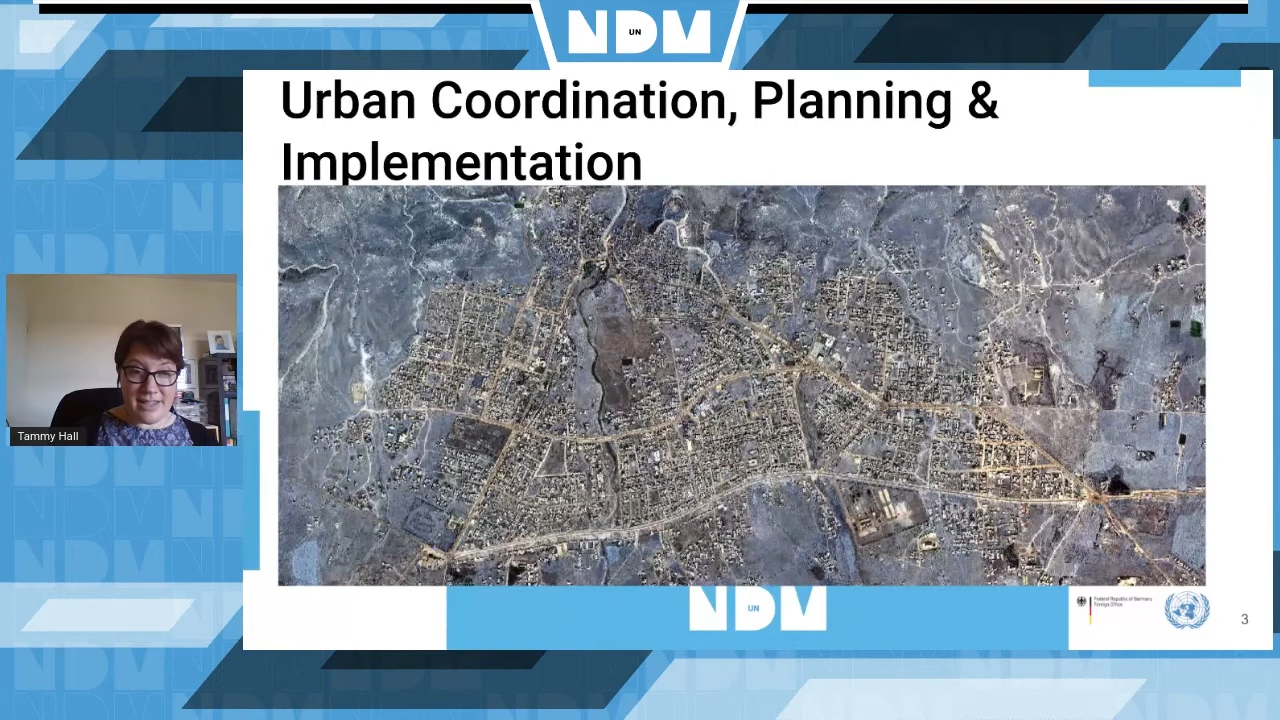 NDM
UN
Urban Coordination, Planning &
Implementation
Tammy Hall
NDM
UN
Federal Republic of Germany
Foreign Office
3